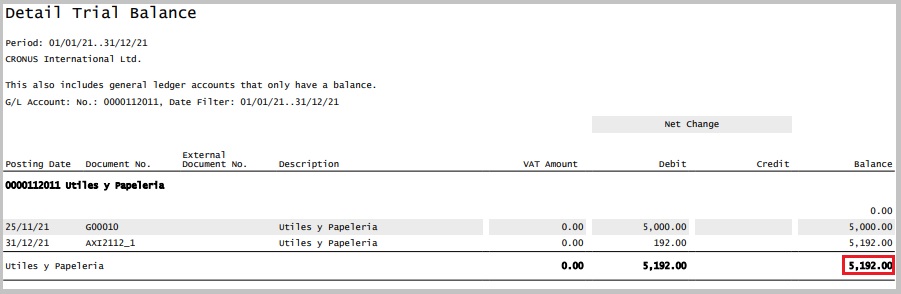 Detail Trial Balance
Period: 01/01/21..31/12/21
CRONUS International Ltd.
This also includes general ledger accounts that only have a balance.
G/L Account: No.: 0000112011, Date Filter: 01/01/21..31/12/21
Net Change
Posting Date Document No. External Document No. Description VAT Amount Debit Credit Balance
0000112011 Utiles y Papeleria
0.00
25/11/21 G00010 Utiles y Papeleria 0.00 5,000.00 5,000.00
31/12/21 AXI2112_1 Utiles y Papeleria 0.00 192.00 5,192.00
Utiles y Papeleria 0.00 5,192.00 5,192.00